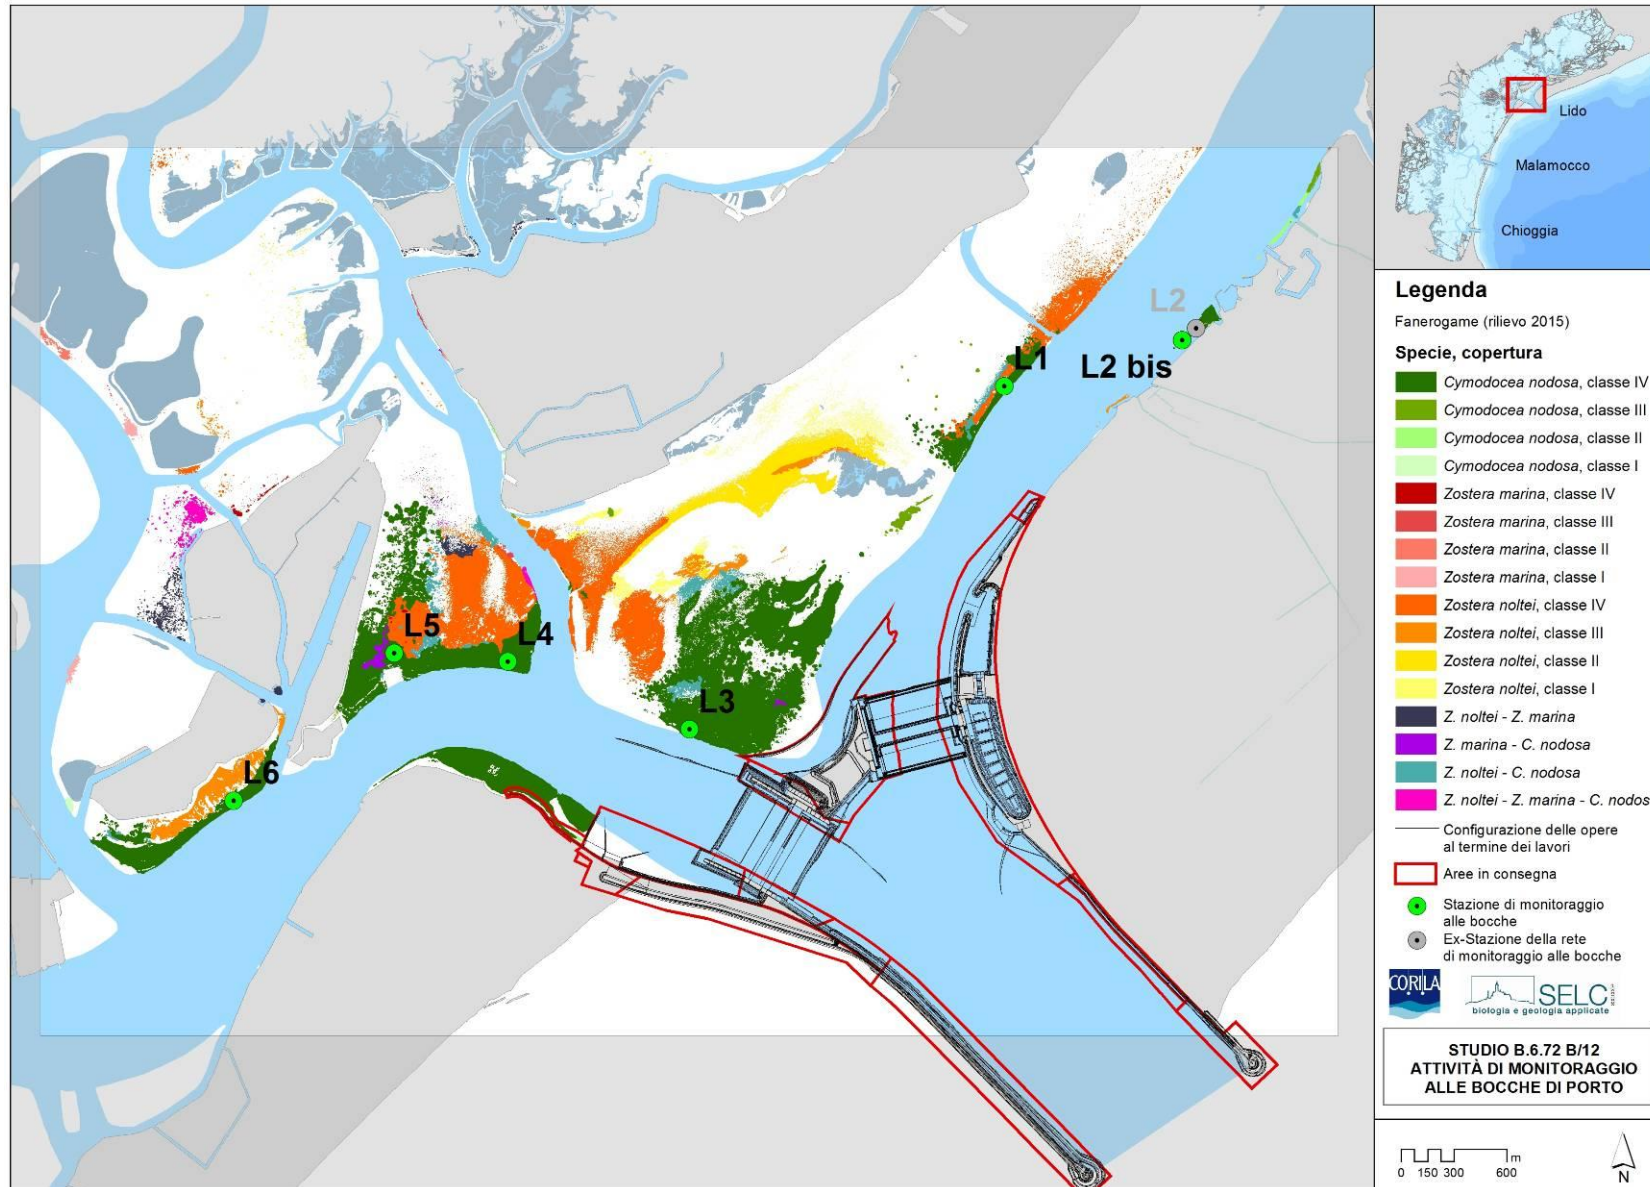 Lido
Malamocco
Chioggia
L2
L1
L2 bis
L5
L4
L3
L6
Legenda
Fanerogame (rilievo 2015)
Specie, copertura
Cymodocea nodosa, classe IV
Cymodocea nodosa, classe III
Cymodocea nodosa, classe II
Cymodocea nodosa, classe I
Zostera marina, classe IV
Zostera marina, classe III
Zostera marina, classe II
Zostera marina, classe I
Zostera noltei, classe IV
Zostera noltei, classe III
Zostera noltei, classe II
Zostera noltei, classe I
Z. noltei - Z. marina
Z. marina - C. nodosa
Z. noltei - C. nodosa
Z. noltei - Z. marina - C. nodos
Configurazione delle opere
al termine dei lavori
Aree in consegna
Stazione di monitoraggio
alle bocche
Ex-Stazione della rete
di monitoraggio alle bocche
CORILA
SELC
biologia e geologia applicate
STUDIO B.6.72 B/12
ATTIVITÀ DI MONITORAGGIO
ALLE BOCCHE DI PORTO
m
0 150 300 600
N